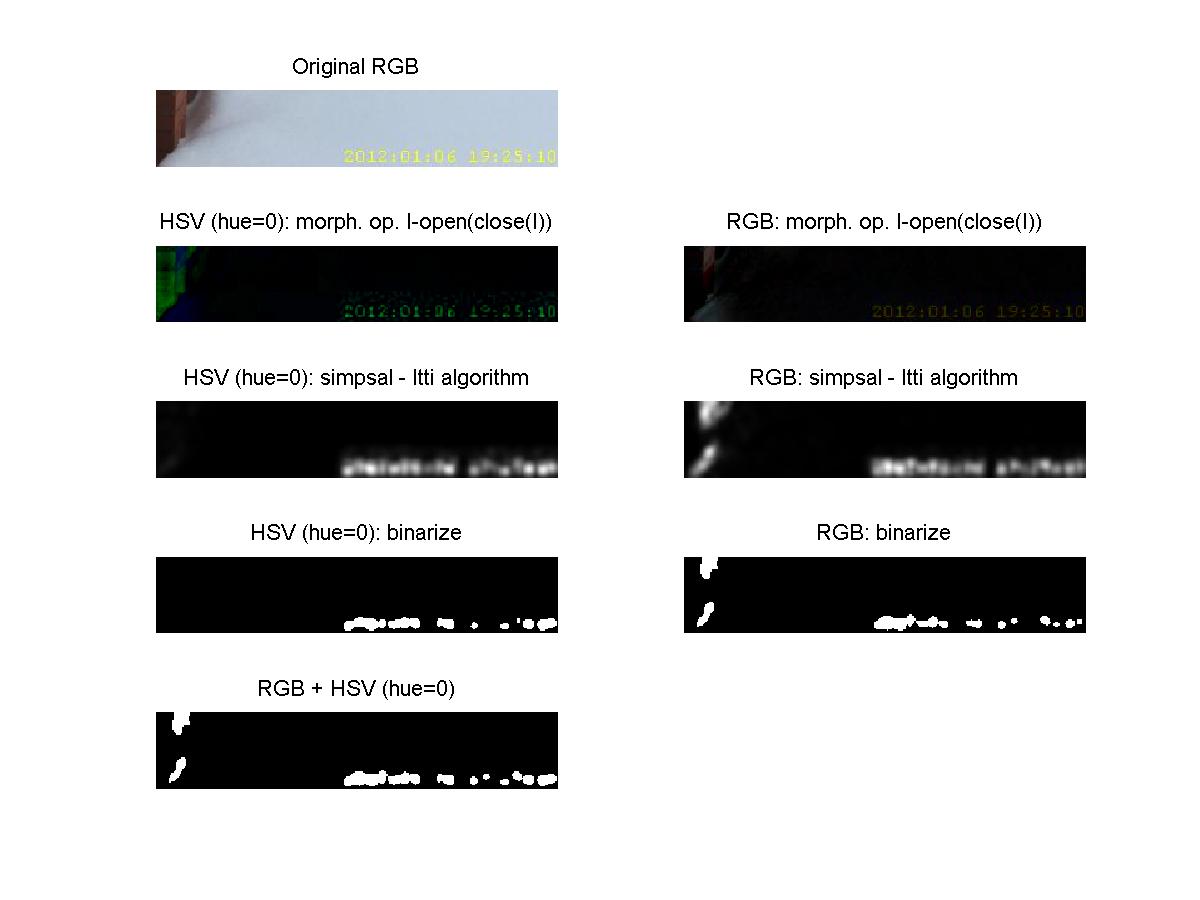 Original RGB
2012:01:06 19:25:10
HSV (hue=0): morph. op. I-open(close(I))
RGB: morph. op. I-open(close(I))
2012:01:06 19:25:10
2012:01:06 19:25:10
HSV (hue=0): simpsal - Itti algorithm
RGB: simpsal - Itti algorithm
HSV (hue=0): binarize
RGB: binarize
RGB + HSV (hue=0)